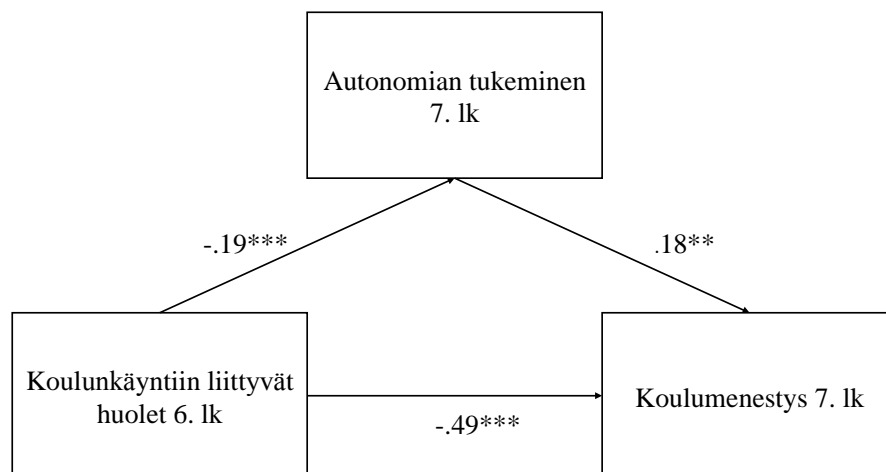 Autonomian tukeminen
7. lk
-.19***
.18**
Koulunkäyntiin liittyvät
huolet 6. lk
Koulumenestys 7. lk
-.49***